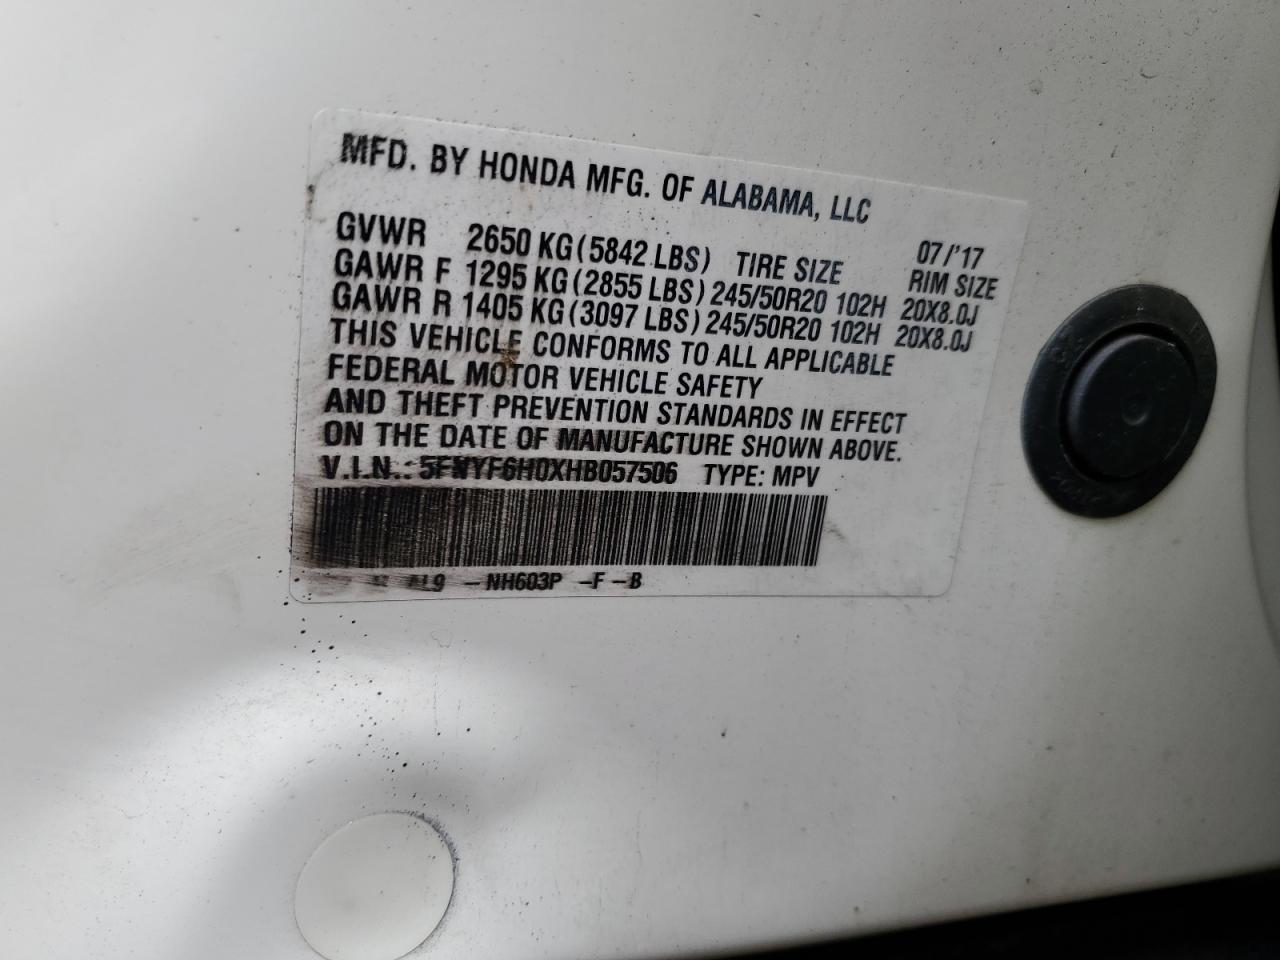 MFD. BY HONDA MFG. OF ALABAMA, LLC
07/'17
GVWR 2650 KG(5842 LBS) TIRE SIZE RIM SIZE
GAWR F 1295 KG(2855 LBS) 245/50R20 102H 20X8.0J
GAWR R 1405 KG(3097 LBS) 245/50R20 102H 20X8.0J
THIS VEHICLE CONFORMS TO ALL APPLICABLE
FEDERAL MOTOR VEHICLE SAFETY
AND THEFT PREVENTION STANDARDS IN EFFECT
ON THE DATE OF MANUFACTURE SHOWN ABOVE.
V.I.N.: 5FNYF6H0XHB057506 TYPE: MPV
-NH603P -F-B